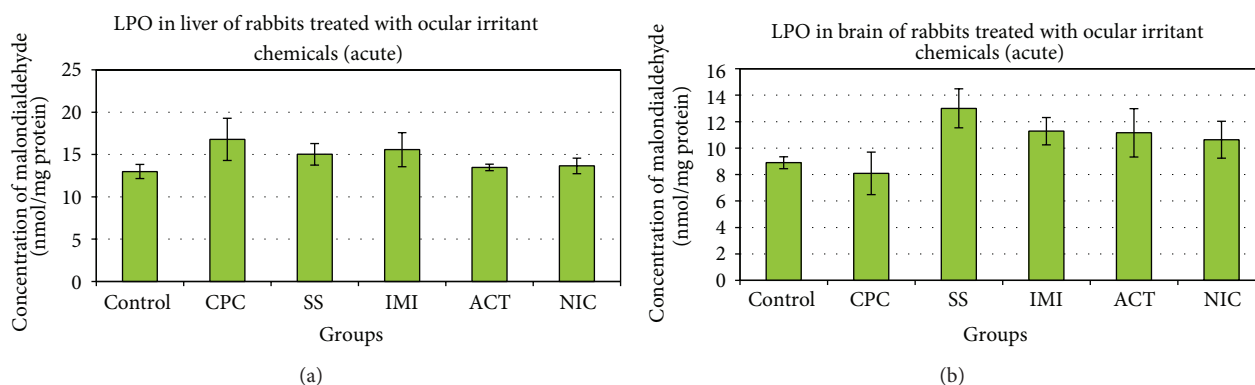 LPO in liver of rabbits treated with ocular irritant
chemicals (acute)
Concentration of malondialdehyde
(nmol/mg protein)
25
20
15
10
5
0
Control CPC SS IMI ACT NIC
Groups
(a)
LPO in brain of rabbits treated with ocular irritant
chemicals (acute)
Concentration of malondialdehyde
(nmol/mg protein)
16
14
12
10
8
6
4
2
0
Control CPC SS IMI ACT NIC
Groups
(b)